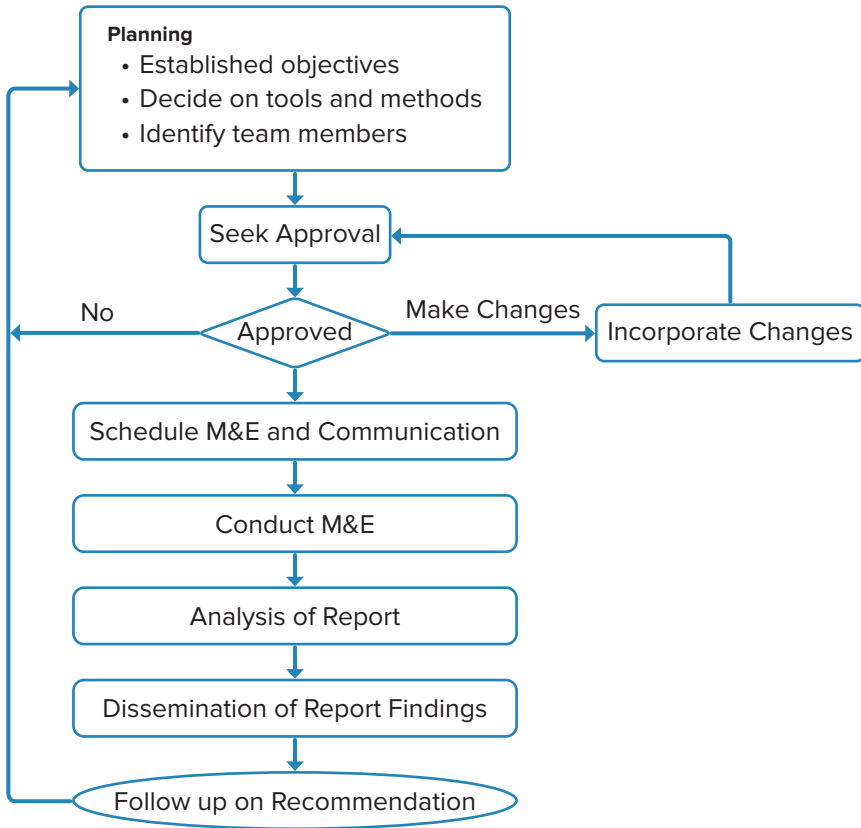 Planning
• Established objectives
• Decide on tools and methods
• Identify team members
Seek Approval
No
Approved
Make Changes
Incorporate Changes
Schedule M&E and Communication
Conduct M&E
Analysis of Report
Dissemination of Report Findings
Follow up on Recommendation